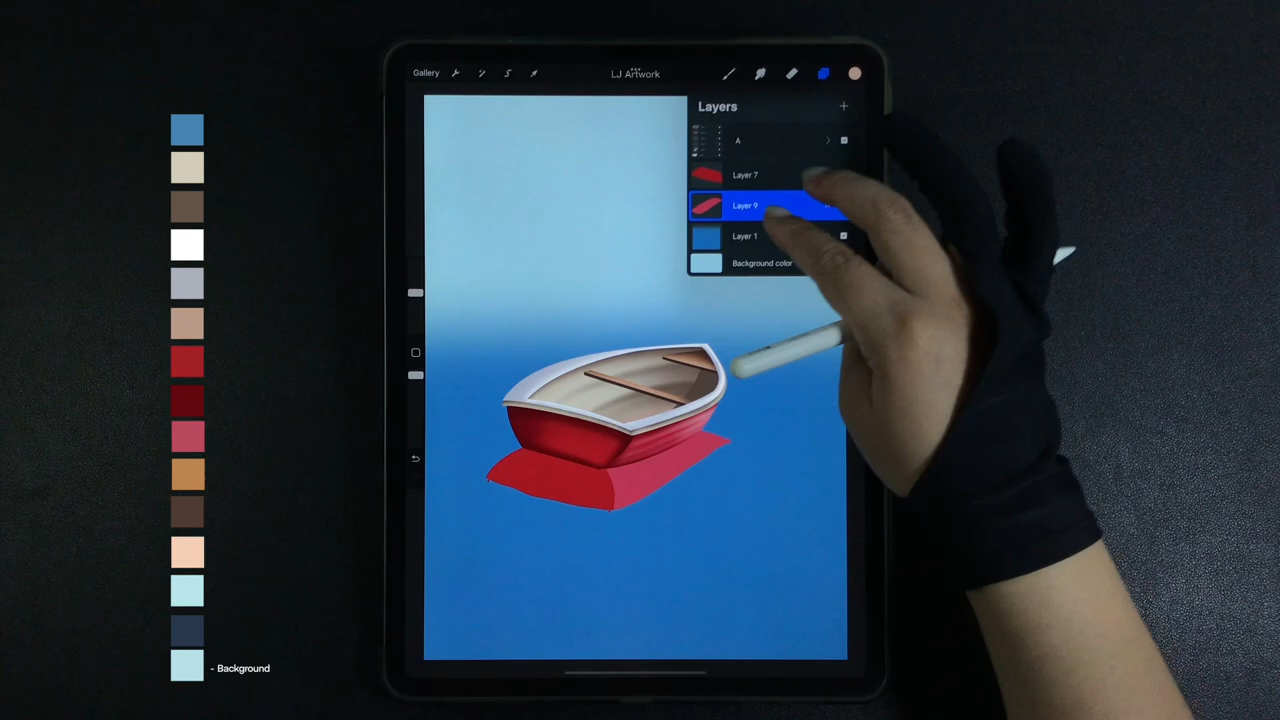 Gallery
LJ Artwork
Layers
A
Layer 7
Layer 9
Layer 1
Background color
- Background